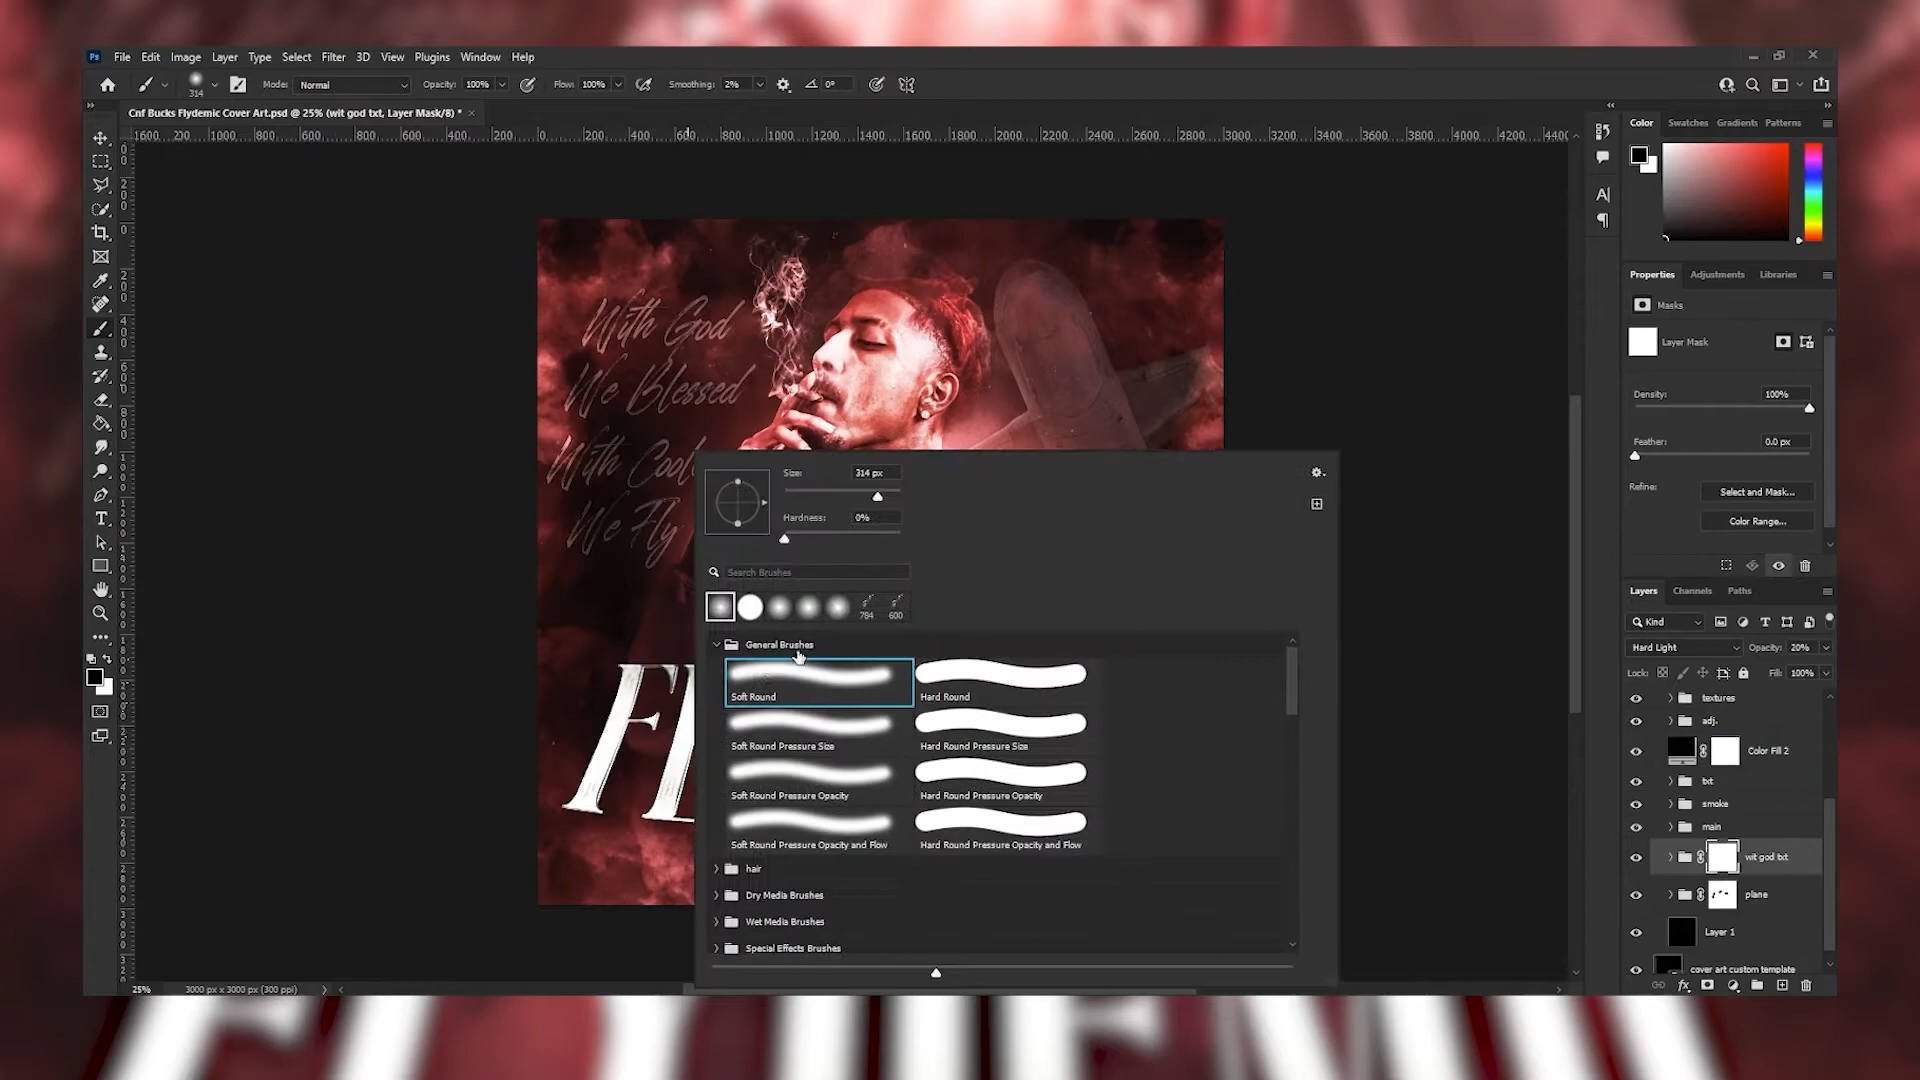 Ps File Edit Image Layer Type Select Filter 3D View Plugins Window Help
314 Mode: Normal Opacity: 100% Flow: 100% Smoothing: 2% 0°
Cnf Bucks Flydemic Cover Art.psd @ 25% (wit god txt, Layer Mask/8) *
With God
We Blessed
With Cool
We Fly
FL
Size: 314 px
Hardness: 0%
Search Brushes
784 600
General Brushes
Soft Round Hard Round
Soft Round Pressure Size Hard Round Pressure Size
Soft Round Pressure Opacity Hard Round Pressure Opacity
Soft Round Pressure Opacity and Flow Hard Round Pressure Opacity and Flow
hair
Dry Media Brushes
Wet Media Brushes
Special Effects Brushes
25% 3000 px x 3000 px (300 ppi)
Color Swatches Gradients Patterns
Properties Adjustments Libraries
Masks
Layer Mask
Density: 100%
Feather: 0.0 px
Refine: Select and Mask...
Color Range...
Layers Channels Paths
Kind
Hard Light Opacity: 20%
Lock: Fill: 100%
textures
adj.
Color Fill 2
txt
smoke
main
wit god txt
plane
Layer 1
cover art custom template